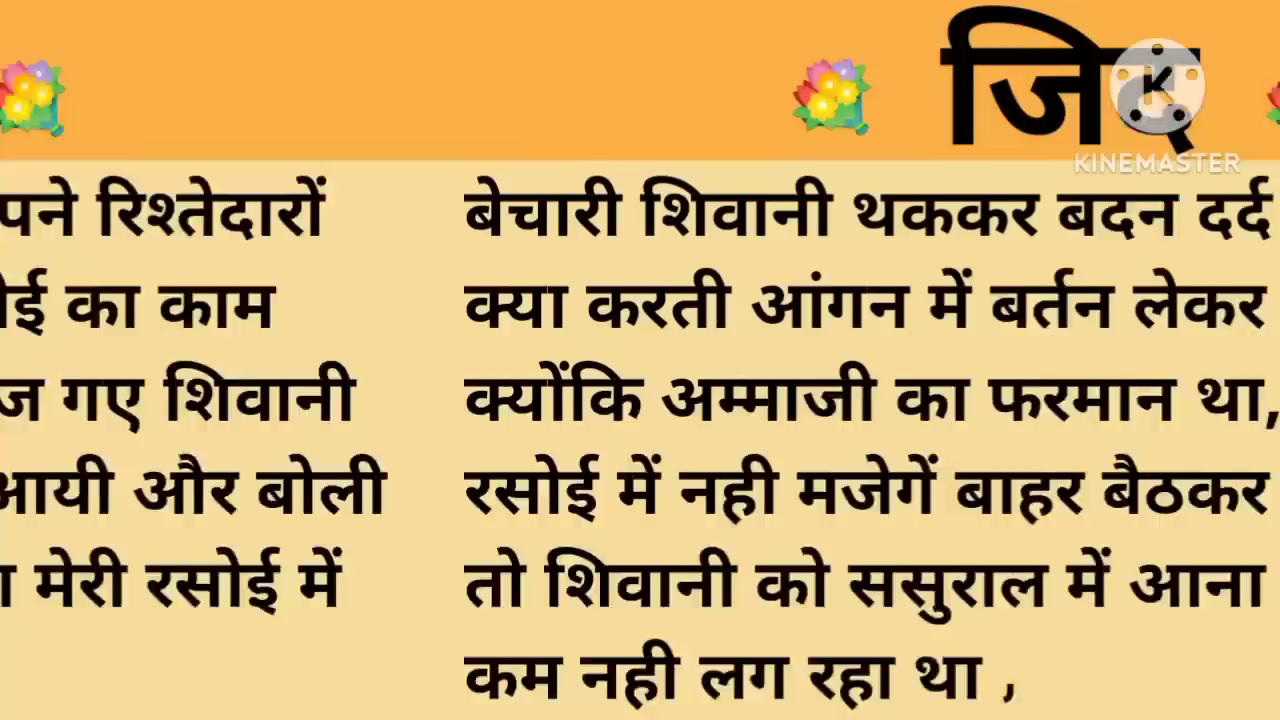 जिद
KINEMASTER
पने रिश्तेदारों
ोई का काम
ज गए शिवानी
आयी और बोली
ा मेरी रसोई में
बेचारी शिवानी थककर बदन दर्द
क्या करती आंगन में बर्तन लेकर
क्योंकि अम्माजी का फरमान था,
रसोई में नही मजेगें बाहर बैठकर
तो शिवानी को ससुराल में आना
कम नही लग रहा था ,